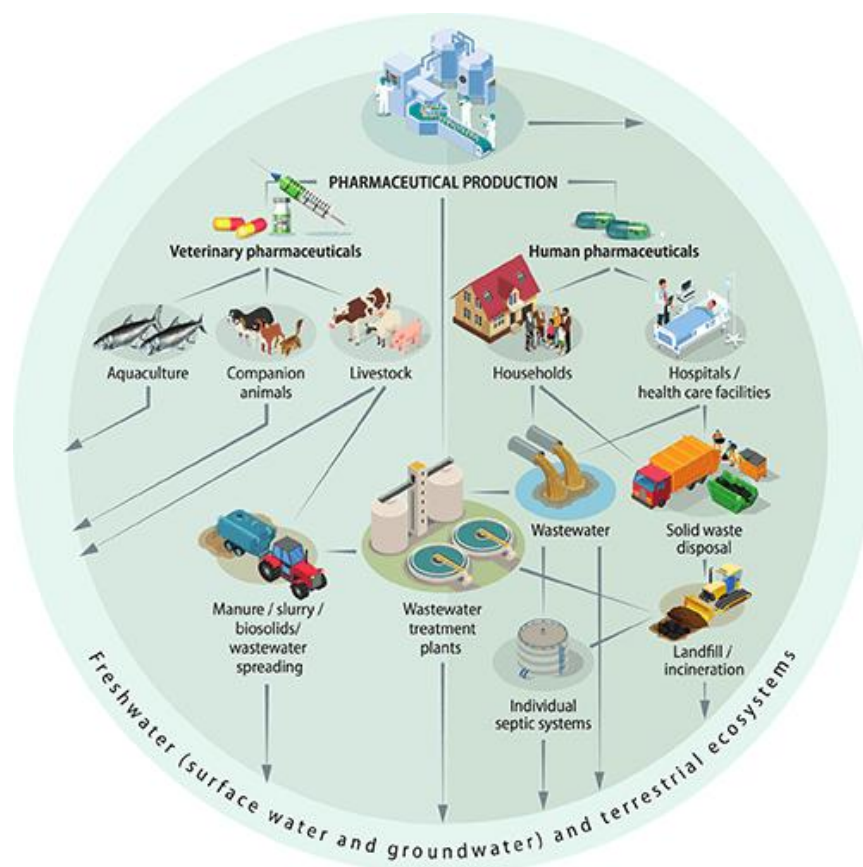 PHARMACEUTICAL PRODUCTION
Veterinary pharmaceuticals
Human pharmaceuticals
Aquaculture
Companion
animals
Livestock
Households
Hospitals /
health care facilities
Wastewater
Solid waste
disposal
Manure / slurry /
biosolids/
wastewater
spreading
Wastewater
treatment
plants
Individual
septic systems
Landfill /
incineration
Freshwater (surface water and groundwater) and terrestrial ecosystems